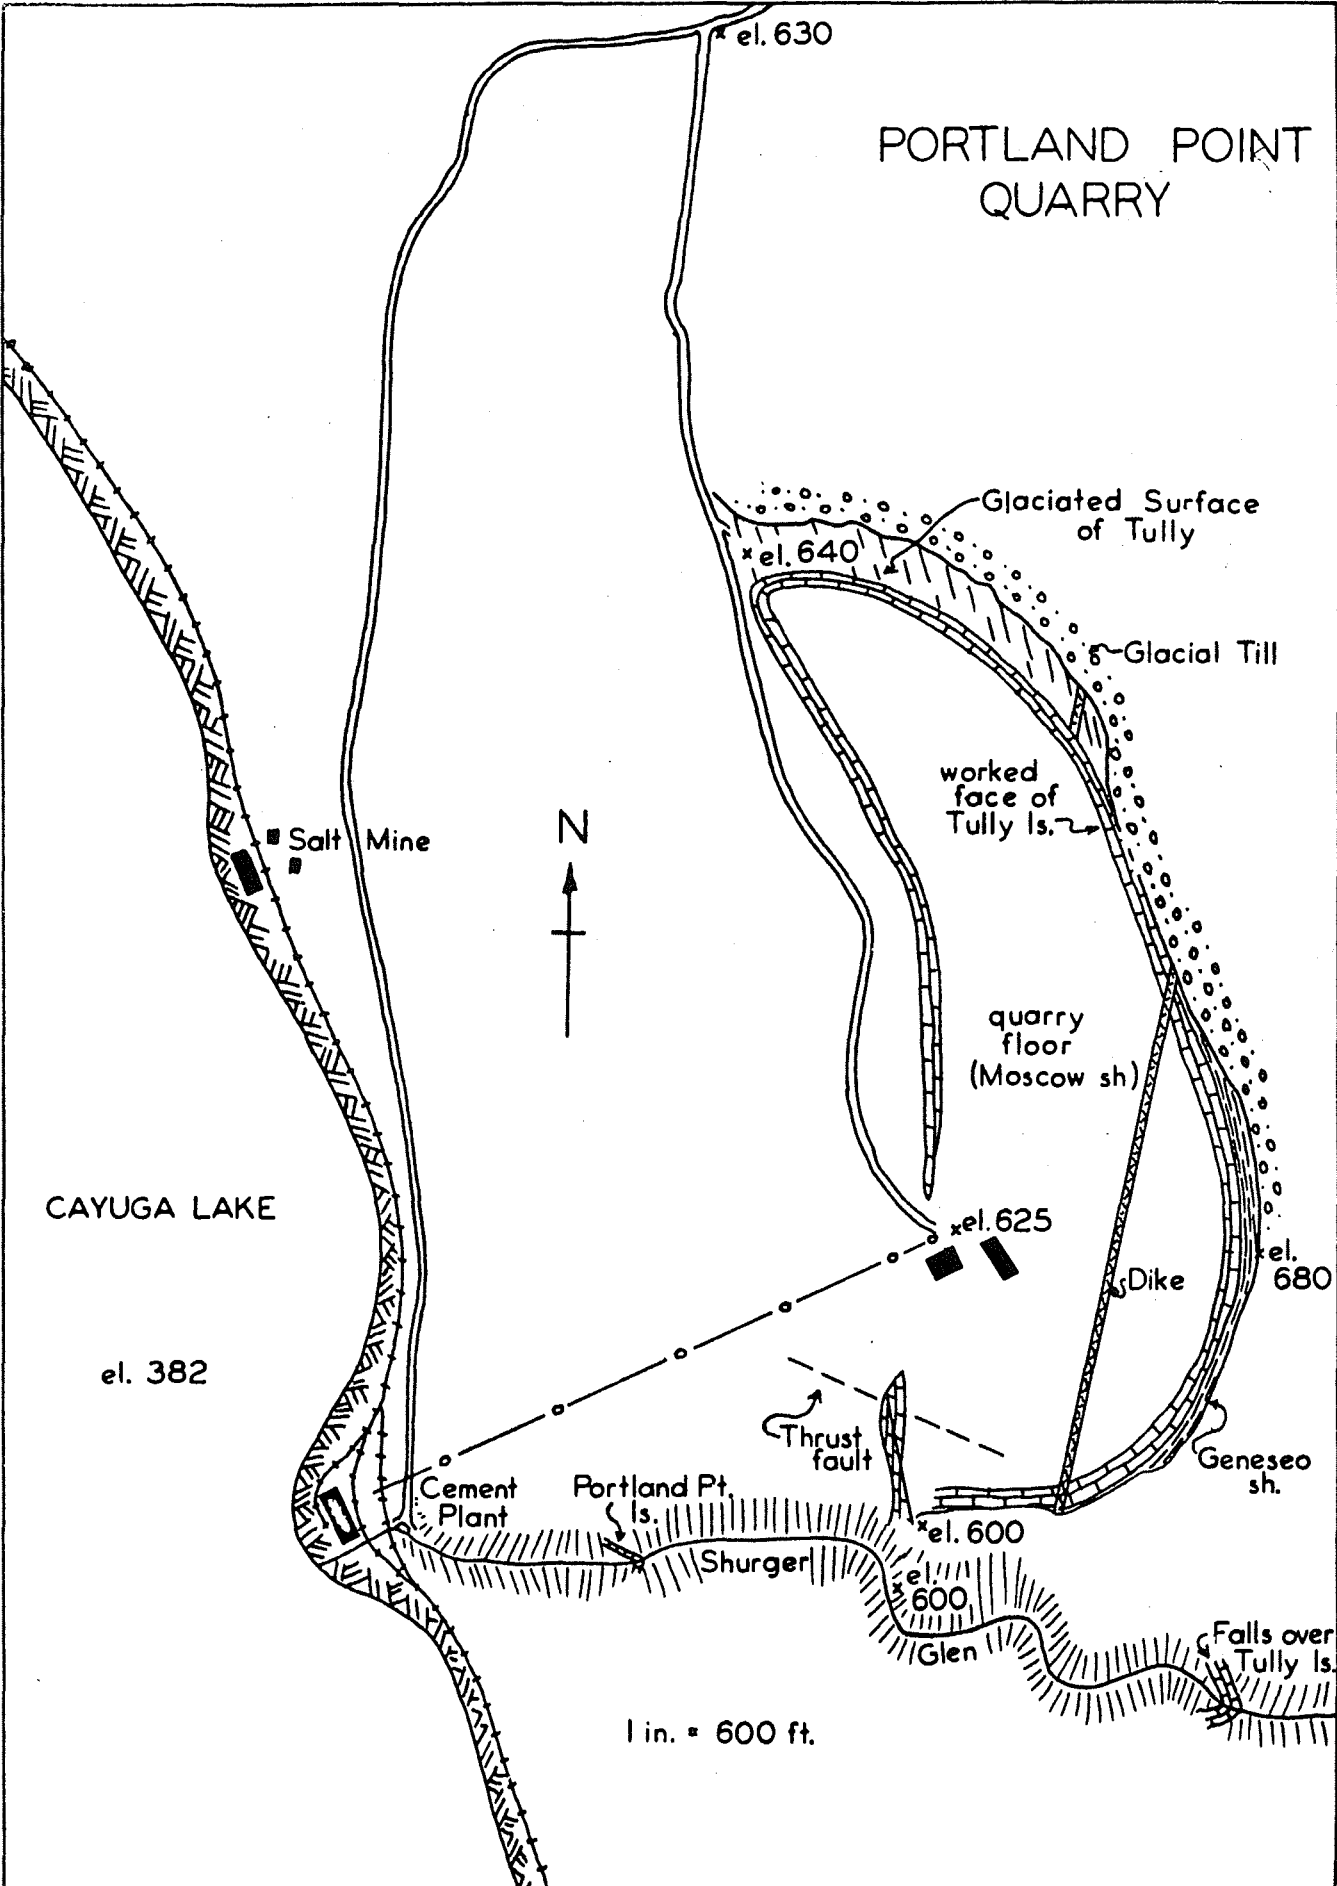 el. 630
PORTLAND POINT
QUARRY
Glaciated Surface
of Tully
el. 640
Glacial Till
worked
face of
Tully ls.
Salt Mine
N
quarry
floor
(Moscow sh)
CAYUGA LAKE
el. 625
el.
680
Dike
el. 382
Thrust
fault
Geneseo
sh.
Cement
Plant
Portland Pt.
ls.
el. 600
Shurger
el.
600
Glen
Falls over
Tully ls.
1 in. = 600 ft.